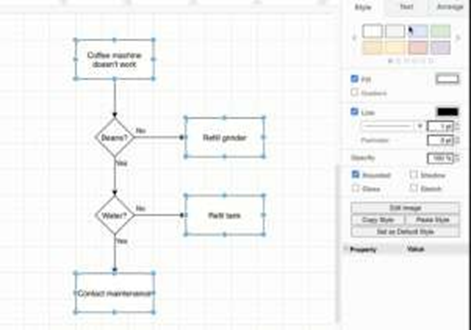 Style Text Arrange
Coffee machine
doesn't work
Fill
Gradient
Line
1 pt
Perimeter
0 pt
Opacity
100 %
Rounded
Shadow
Glass
Sketch
Edit Image
Copy Style
Paste Style
Set as Default Style
Property
Value
Beans?
No
Refill grinder
Yes
Water?
No
Refill tank
Yes
Contact maintenance